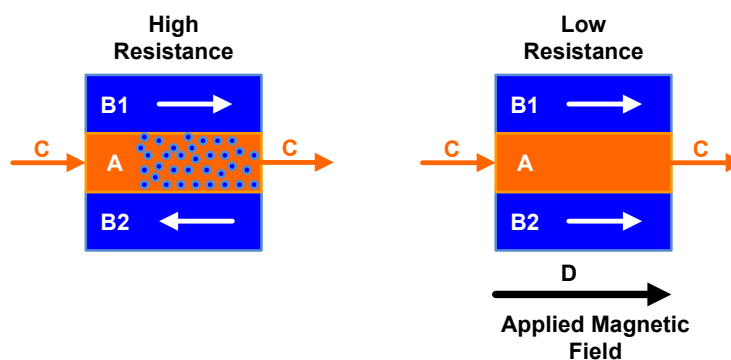 High
Resistance
B1
C
A
C
B2
Low
Resistance
B1
C
A
C
B2
D
Applied Magnetic
Field